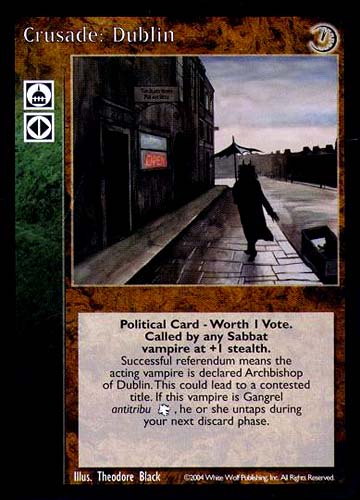 Crusade: Dublin
OPEN
Political Card - Worth 1 Vote.
Called by any Sabbat
vampire at +1 stealth.
Successful referendum means the
acting vampire is declared Archbishop
of Dublin. This could lead to a contested
title. If this vampire is Gangrel
antitribu , he or she untaps during
your next discard phase.
Illus. Theodore Black
©2004 White Wolf Publishing, Inc. All Rights Reserved.